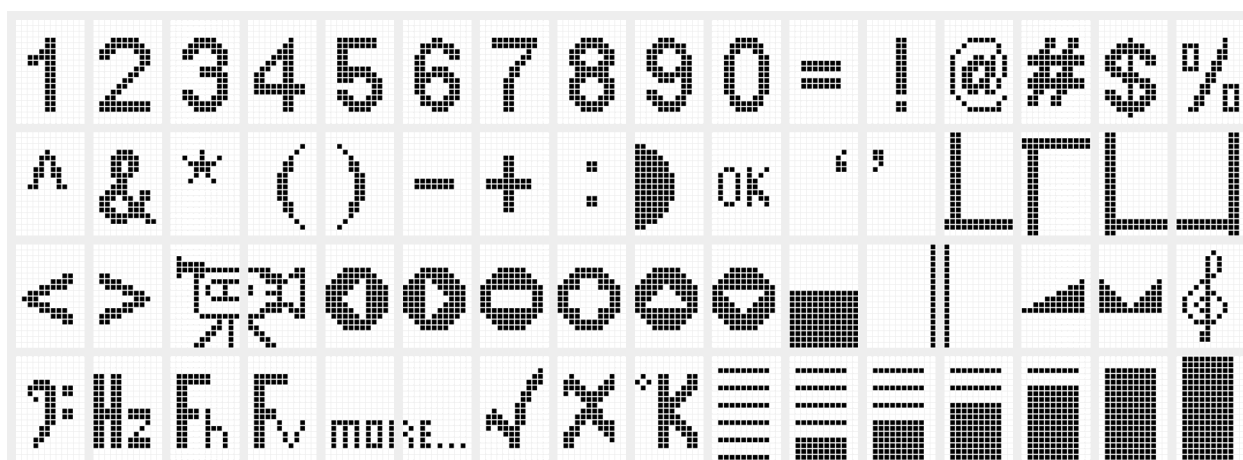 1 2 3 4 5 6 7 8 9 0 = ! @ # $ % 
^ & * ( ) - + : OK ‘ ’
< >
Hz Fh Fv MORE... √ X °K